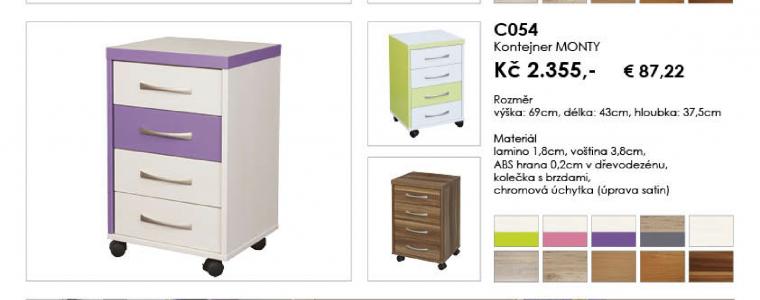 C054
Kontejner MONTY
Kč 2.355,- € 87,22
Rozměr
výška: 69cm, délka: 43cm, hloubka: 37,5cm
Materiál
lamino 1,8cm, voština 3,8cm,
ABS hrana 0,2cm v dřevodezénu,
kolečka s brzdami,
chromová úchytka (úprava satin)